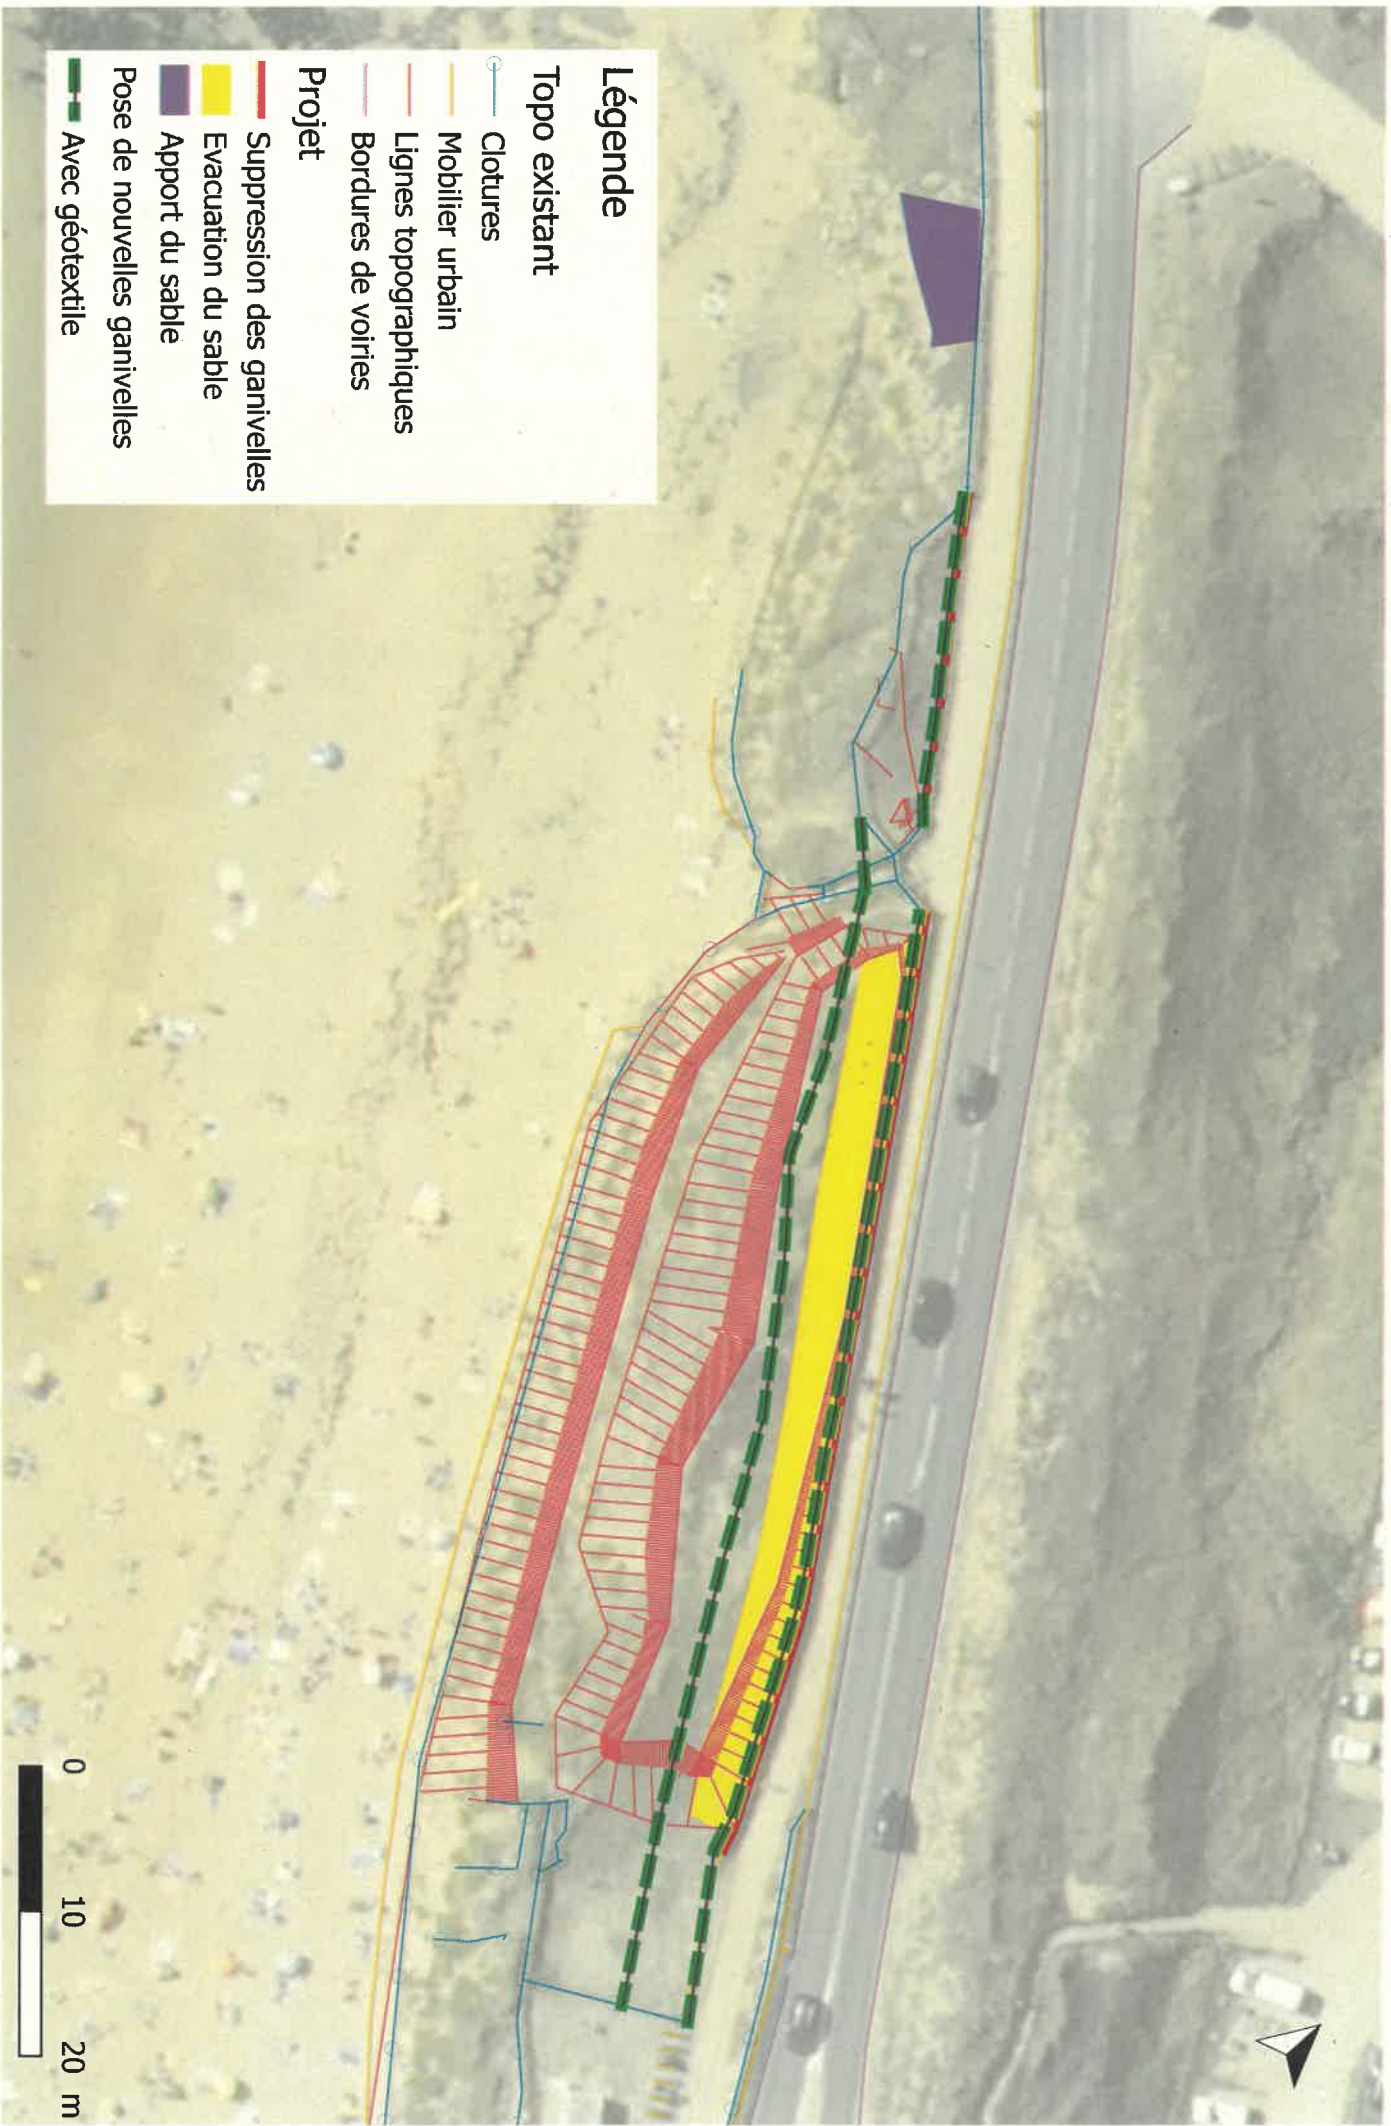 Légende
Topo existant
Clotures
Mobilier urbain
Lignes topographiques
Bordures de voiries
Projet
Suppression des ganivelles
Evacuation du sable
Apport du sable
Pose de nouvelles ganivelles
Avec géotextile
0 10 20 m